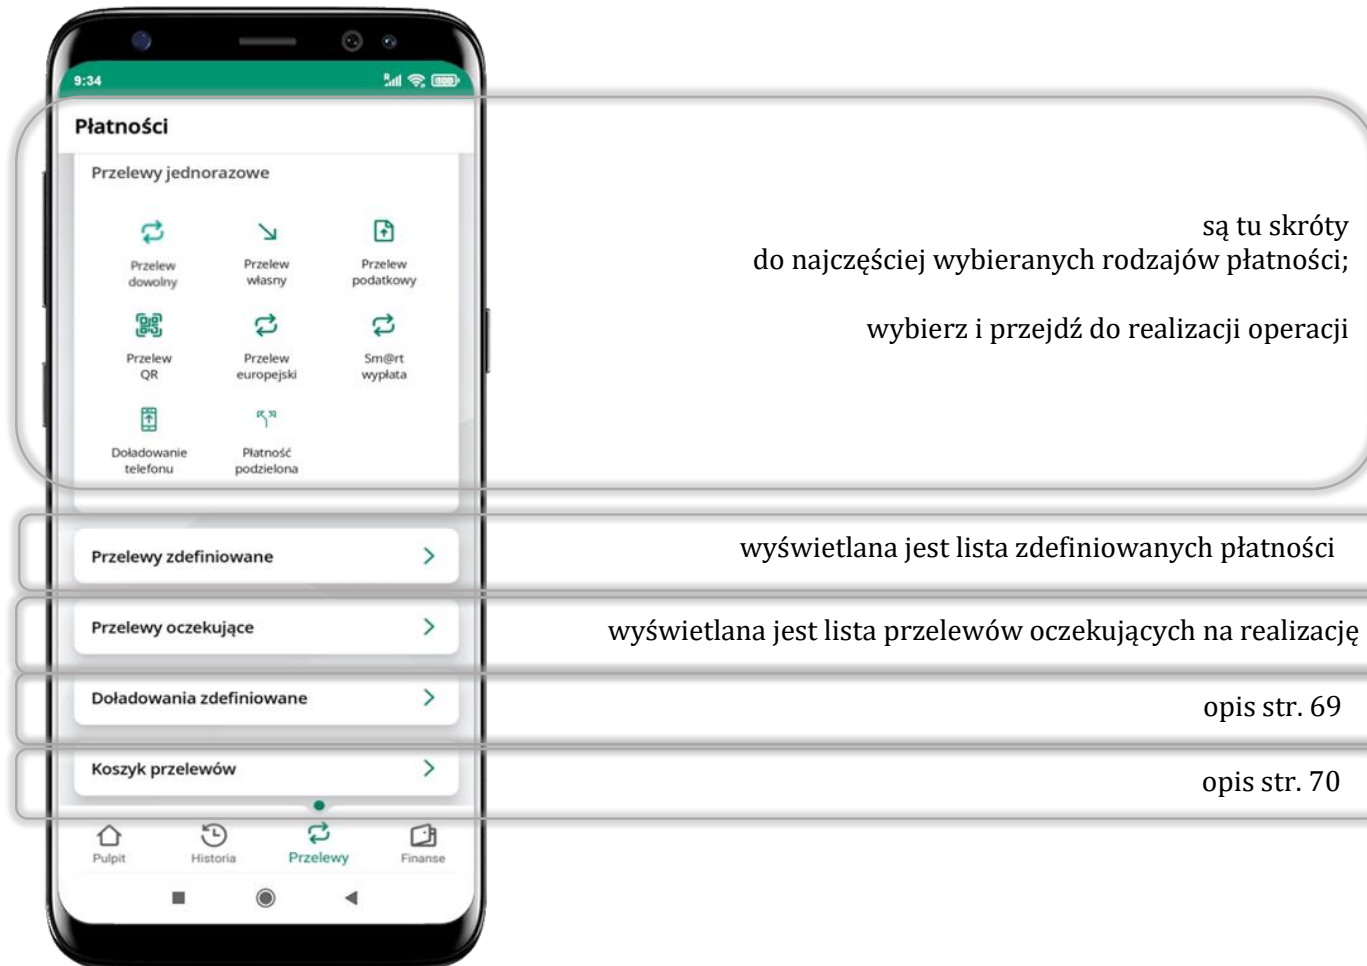 9:34
Płatności
Przelewy jednorazowe
Przelew
dowolny
Przelew
własny
Przelew
podatkowy
Przelew
QR
Przelew
europejski
Sm@rt
wypłata
Doładowanie
telefonu
Płatność
podzielona
są tu skróty
do najczęściej wybieranych rodzajów płatności;
wybierz i przejdź do realizacji operacji
Przelewy zdefiniowane
wyświetlana jest lista zdefiniowanych płatności
Przelewy oczekujące
wyświetlana jest lista przelewów oczekujących na realizację
Doładowania zdefiniowane
opis str. 69
Koszyk przelewów
opis str. 70
Pulpit
Historia
Przelewy
Finanse